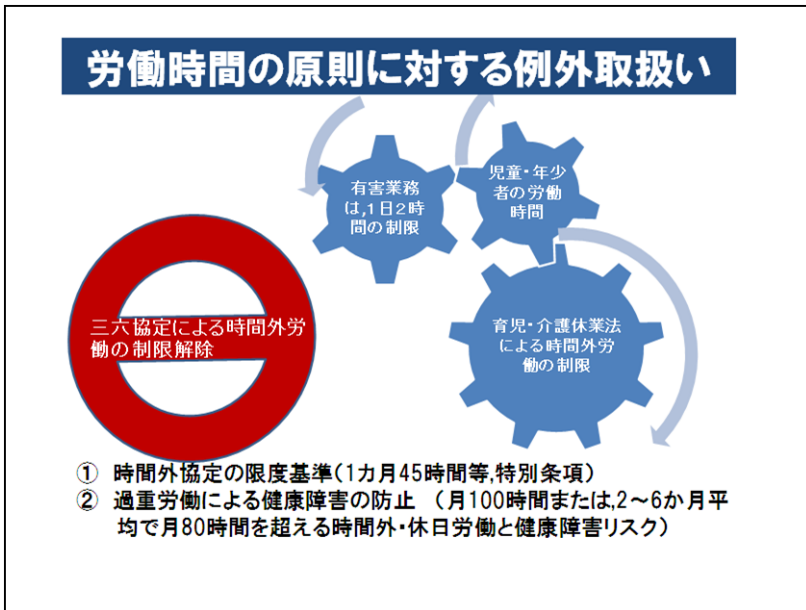 労働時間の原則に対する例外取扱い
有害業務
は,1日2時
間の制限
児童・年少
者の労働
時間
三六協定による時間外労
働の制限解除
育児・介護休業法
による時間外労
働の制限
① 時間外協定の限度基準(1カ月45時間等,特別条項)
② 過重労働による健康障害の防止 (月100時間または,2～6か月平
均で月80時間を超える時間外・休日労働と健康障害リスク)